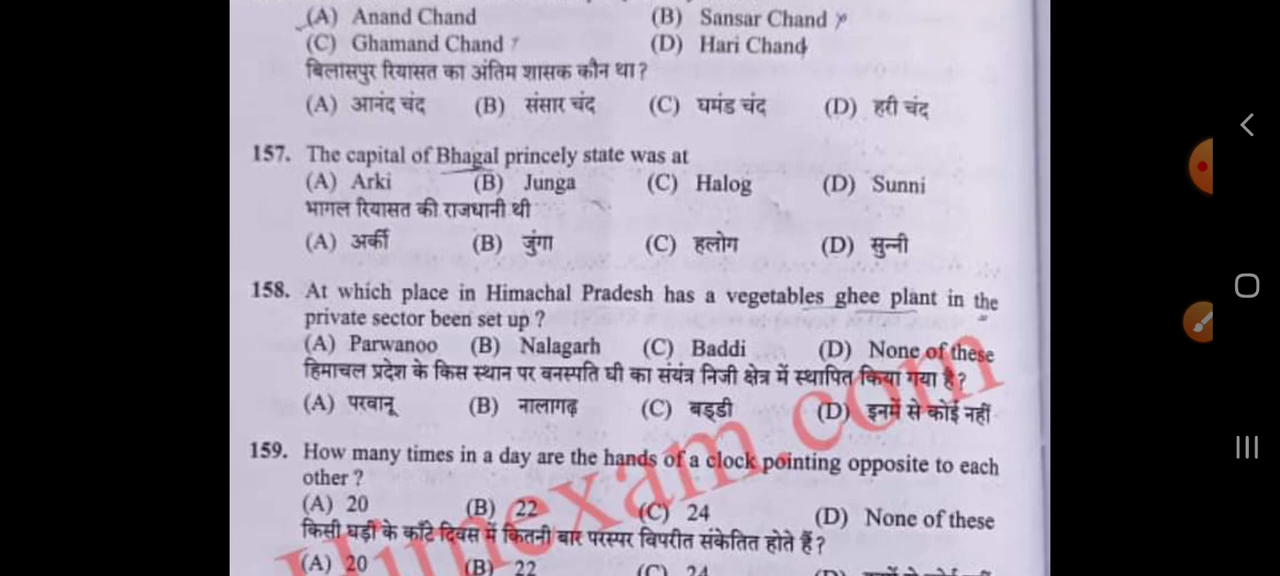 (A) Anand Chand (B) Sansar Chand
(C) Ghamand Chand (D) Hari Chand
बिलासपुर रियासत का अंतिम शासक कौन था?
(A) आनंद चंद (B) संसार चंद (C) घमंड चंद (D) हरी चंद
157. The capital of Bhagal princely state was at
(A) Arki (B) Junga (C) Halog (D) Sunni
भागल रियासत की राजधानी थी
(A) अर्की (B) जुंगा (C) हलोग (D) सुन्नी
158. At which place in Himachal Pradesh has a vegetables ghee plant in the
private sector been set up ?
(A) Parwanoo (B) Nalagarh (C) Baddi (D) None of these
हिमाचल प्रदेश के किस स्थान पर वनस्पति घी का संयंत्र निजी क्षेत्र में स्थापित किया गया है?
(A) परवानू (B) नालागढ़ (C) बड्डी (D) इनमें से कोई नहीं
159. How many times in a day are the hands of a clock pointing opposite to each
other ?
(A) 20 (B) 22 (C) 24 (D) None of these
किसी घड़ी के काँटे दिवस में कितनी बार परस्पर विपरीत संकेतित होते हैं?
(A) 20 (B) 22 (C) 24 (D)
Himexam.com